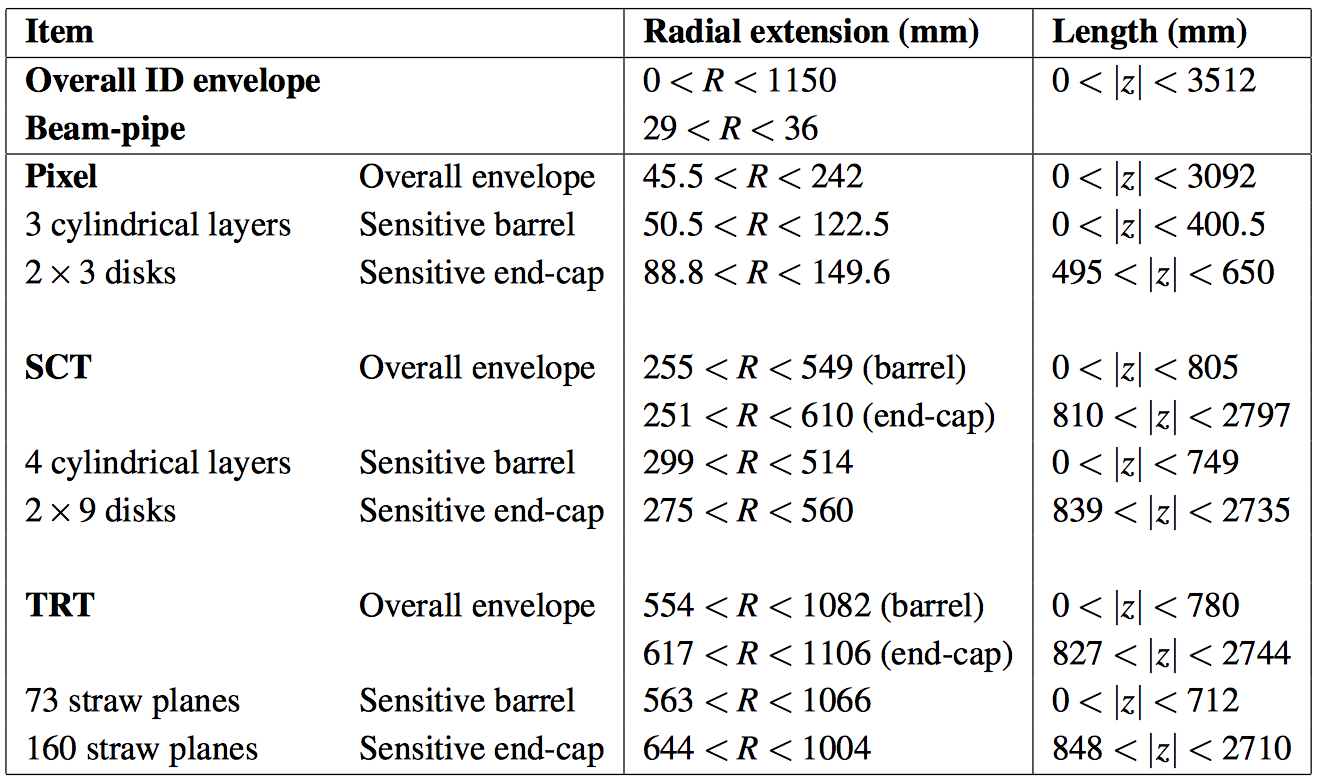 Item Radial extension (mm) Length (mm)
Overall ID envelope 0 < R < 1150 0 < |z| < 3512
Beam-pipe 29 < R < 36
Pixel Overall envelope 45.5 < R < 242 0 < |z| < 3092
3 cylindrical layers Sensitive barrel 50.5 < R < 122.5 0 < |z| < 400.5
2 × 3 disks Sensitive end-cap 88.8 < R < 149.6 495 < |z| < 650
SCT Overall envelope 255 < R < 549 (barrel) 0 < |z| < 805
251 < R < 610 (end-cap) 810 < |z| < 2797
4 cylindrical layers Sensitive barrel 299 < R < 514 0 < |z| < 749
2 × 9 disks Sensitive end-cap 275 < R < 560 839 < |z| < 2735
TRT Overall envelope 554 < R < 1082 (barrel) 0 < |z| < 780
617 < R < 1106 (end-cap) 827 < |z| < 2744
73 straw planes Sensitive barrel 563 < R < 1066 0 < |z| < 712
160 straw planes Sensitive end-cap 644 < R < 1004 848 < |z| < 2710